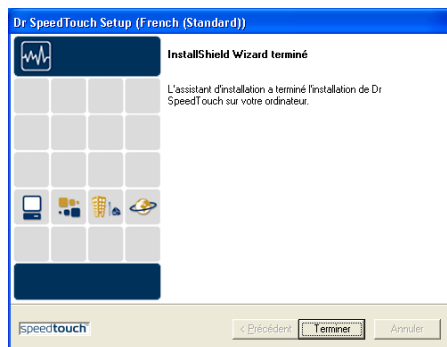 Dr SpeedTouch Setup (French (Standard))
InstallShield Wizard terminé
L'assistant d'installation a terminé l'installation de Dr
SpeedTouch sur votre ordinateur.
speedtouch™
< Précédent
Terminer
Annuler